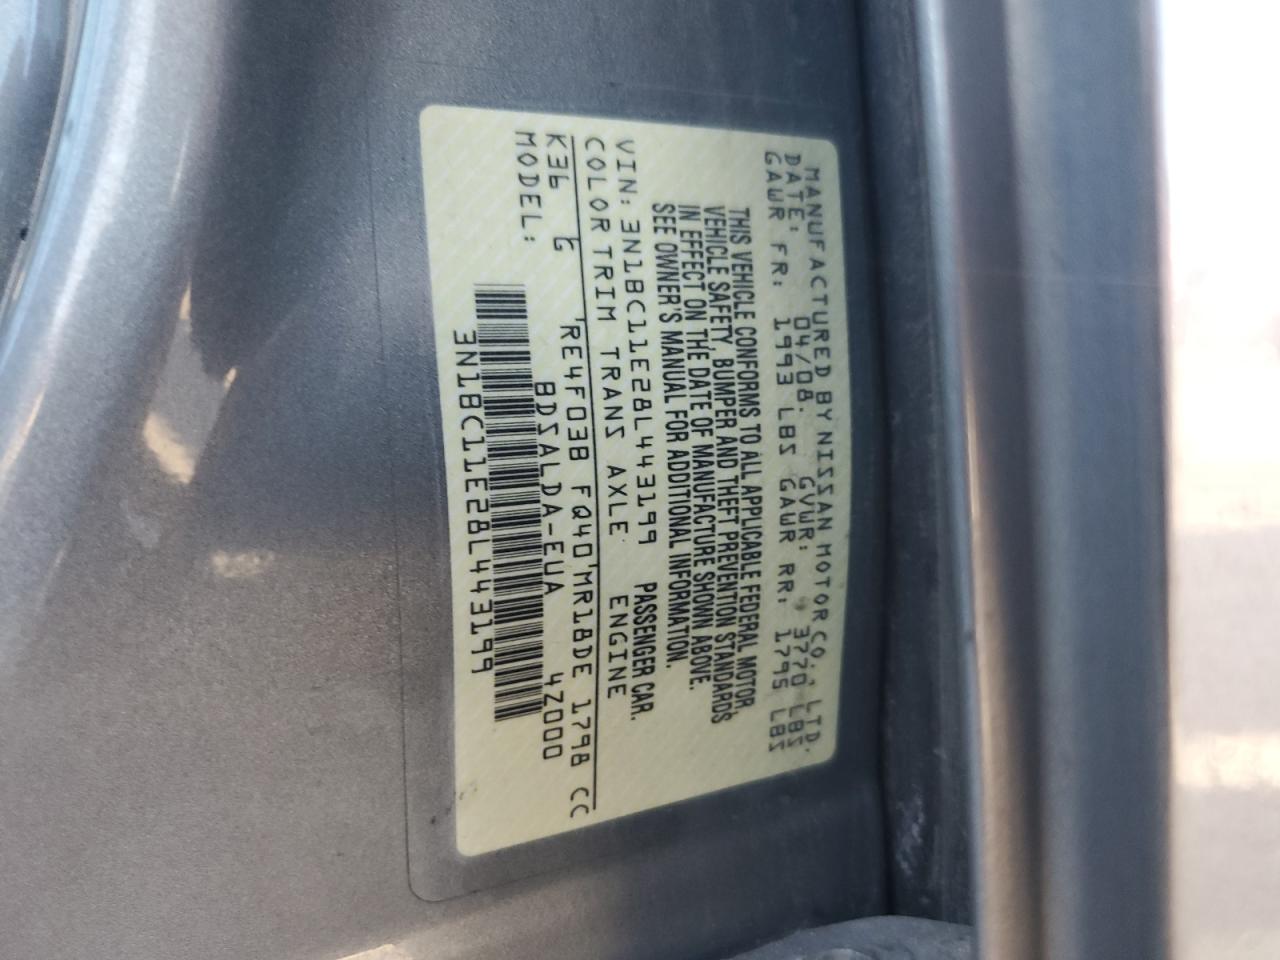 MANUFACTURED BY NISSAN MOTOR CO., LTD.
DATE: 04/08. GVWR: 3770 LBS
GAWR FR: 1993 LBS GAWR RR: 1795 LBS
THIS VEHICLE CONFORMS TO ALL APPLICABLE FEDERAL MOTOR
VEHICLE SAFETY, BUMPER AND THEFT PREVENTION STANDARDS
IN EFFECT ON THE DATE OF MANUFACTURE SHOWN ABOVE.
SEE OWNER'S MANUAL FOR ADDITIONAL INFORMATION.
VIN: 3N1BC11E28L443199 PASSENGER CAR.
COLOR TRIM TRANS AXLE ENGINE
K36 G RE4F03B FQ40 MR18DE 1798 CC
MODEL: BDSALDA-EUA 4Z000
3N1BC11E28L443199